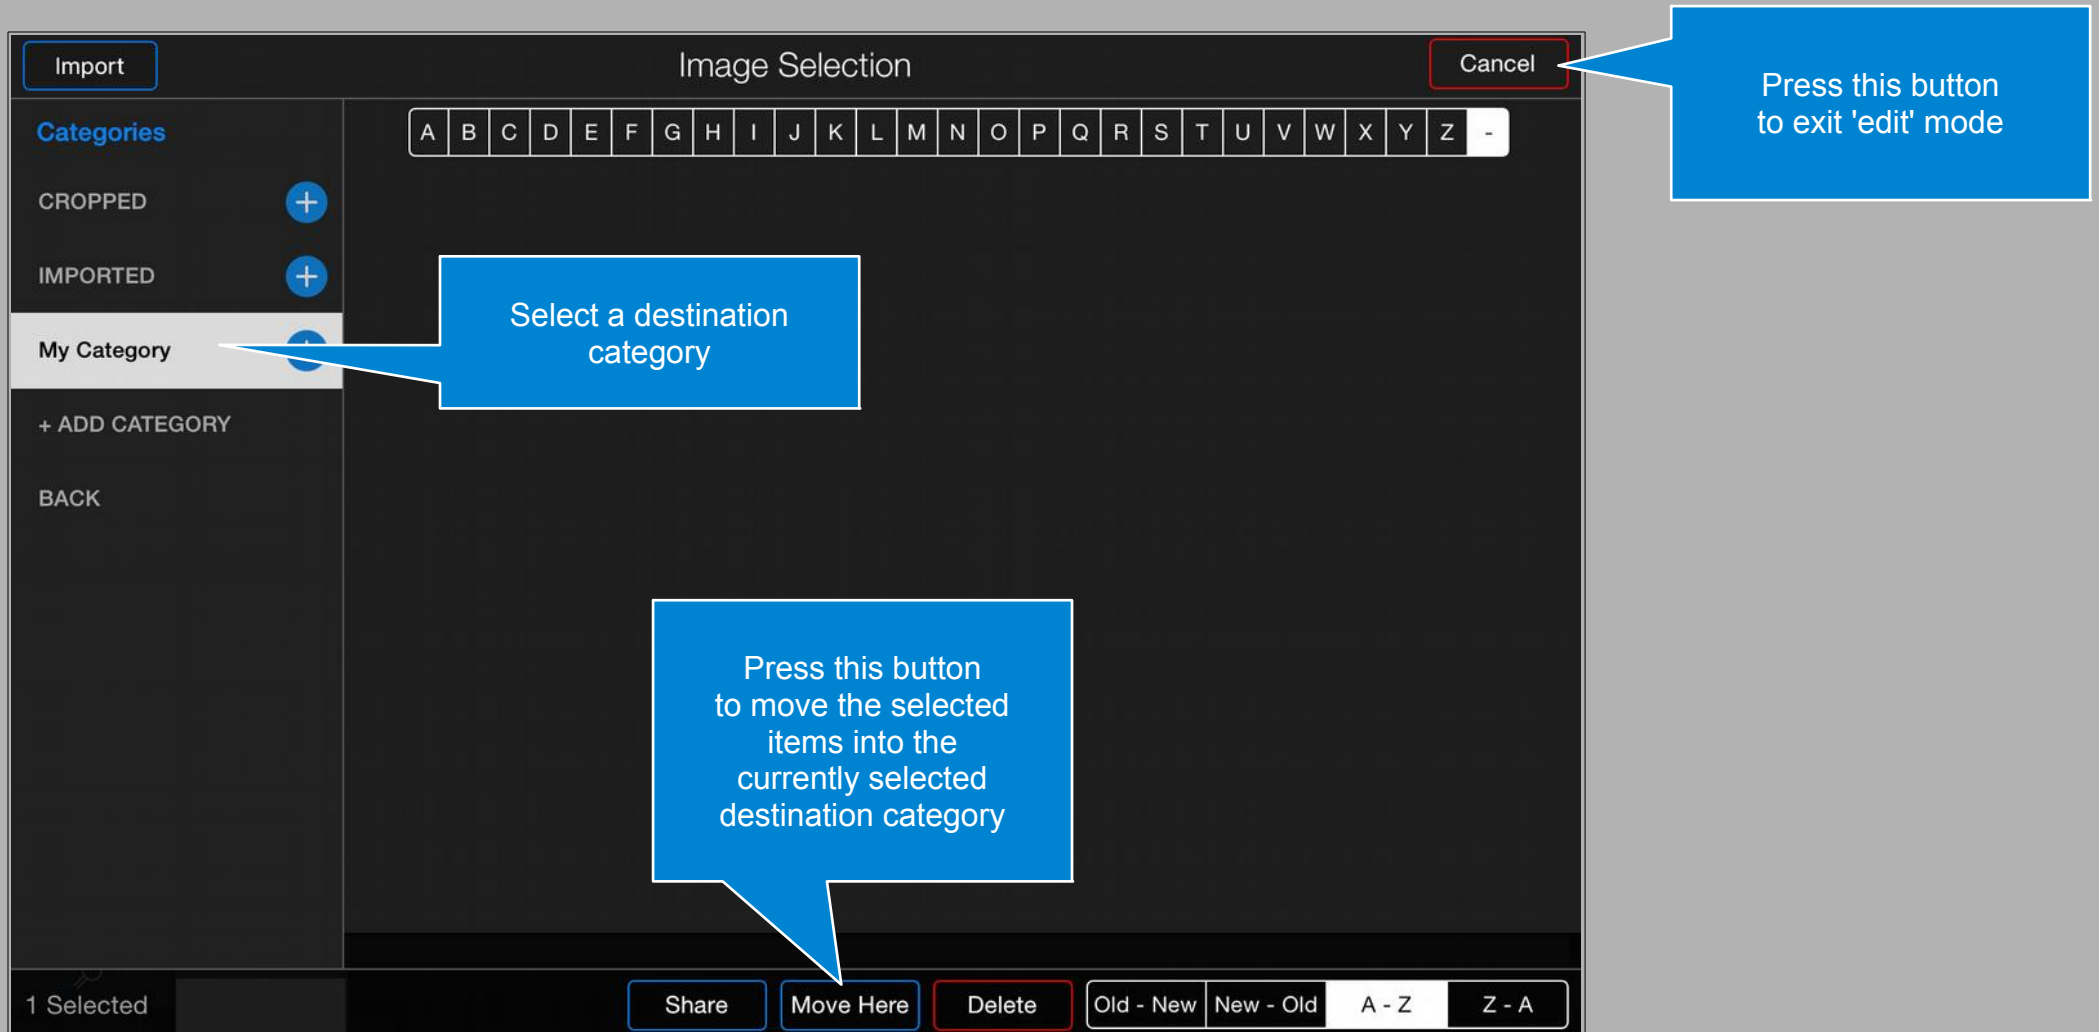 Import
Image Selection
Cancel
Press this button
to exit 'edit' mode
Categories
A B C D E F G H I J K L M N O P Q R S T U V W X Y Z -
CROPPED
+
IMPORTED
+
Select a destination
category
My Category
+ ADD CATEGORY
BACK
Press this button
to move the selected
items into the
currently selected
destination category
1 Selected
Share
Move Here
Delete
Old - New
New - Old
A - Z
Z - A